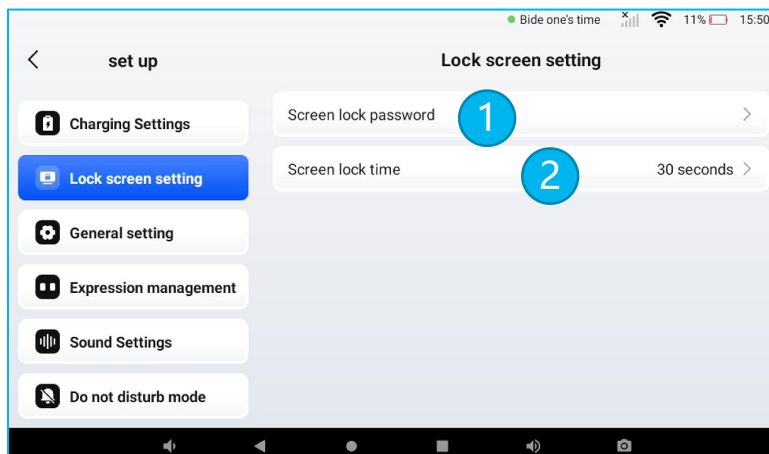 Bide one's time 11% 15:50
set up
Lock screen setting
Charging Settings
Lock screen setting
General setting
Expression management
Sound Settings
Do not disturb mode
Screen lock password 1
Screen lock time 2 30 seconds